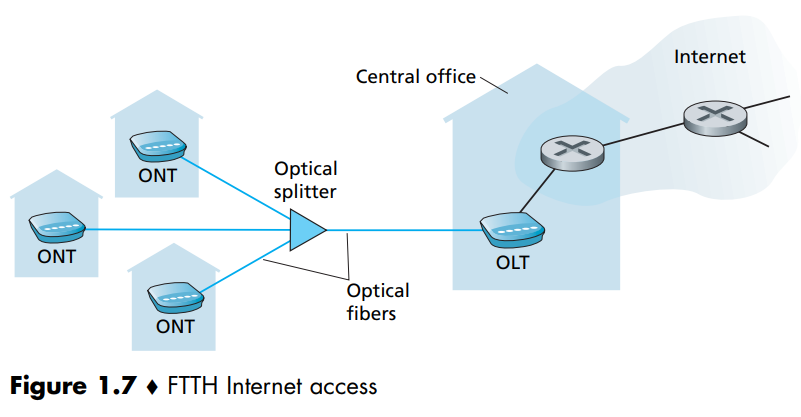 Internet
Central office
ONT
Optical
splitter
ONT
OLT
Optical
fibers
ONT
Figure 1.7 ♦ FTTH Internet access